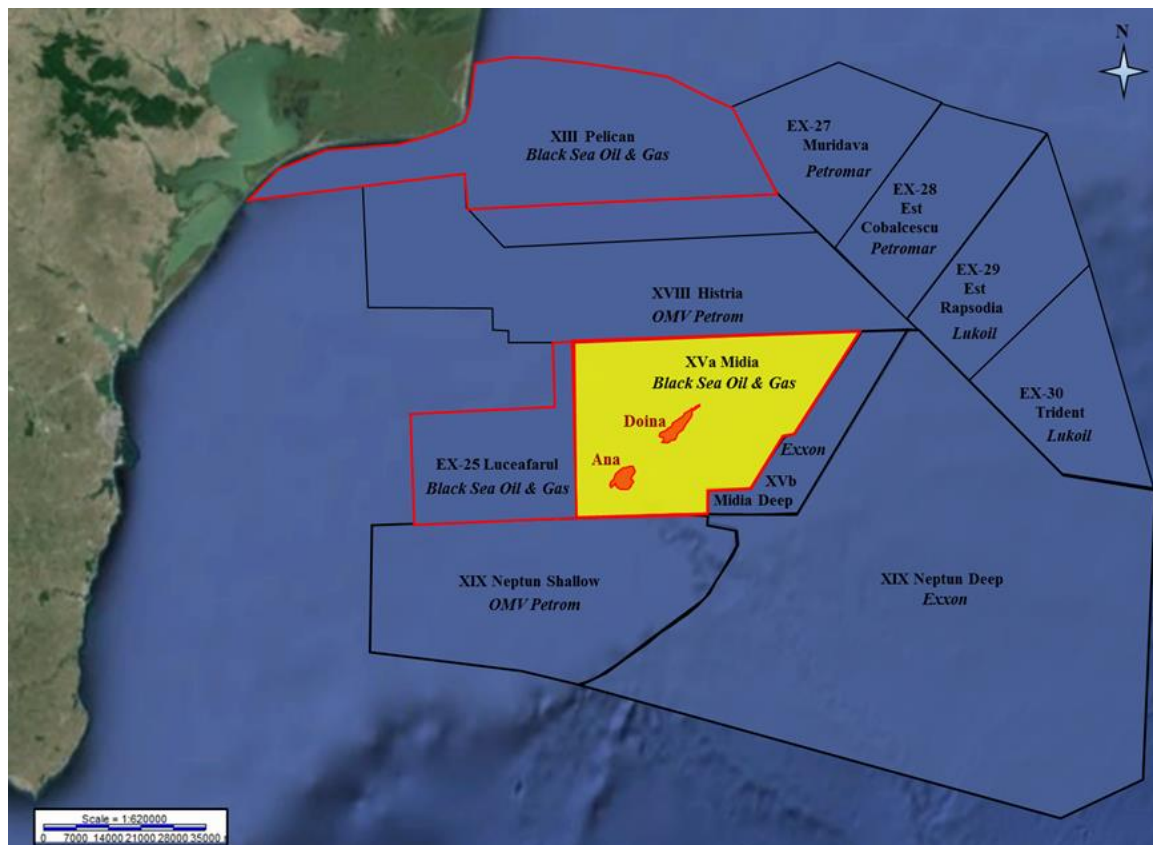 N
XIII Pelican
Black Sea Oil & Gas
EX-27
Muridava
Petromar
EX-28
Est
Cobalcescu
Petromar
EX-29
Est
Rapsodia
Lukoil
EX-30
Trident
Lukoil
XVIII Histria
OMV Petrom
XVa Midia
Black Sea Oil & Gas
Doina
Ana
Exxon
XVb
Midia Deep
EX-25 Luceafarul
Black Sea Oil & Gas
XIX Neptun Shallow
OMV Petrom
XIX Neptun Deep
Exxon
Scale = 1:620000
0 7000 14000 21000 28000 35000